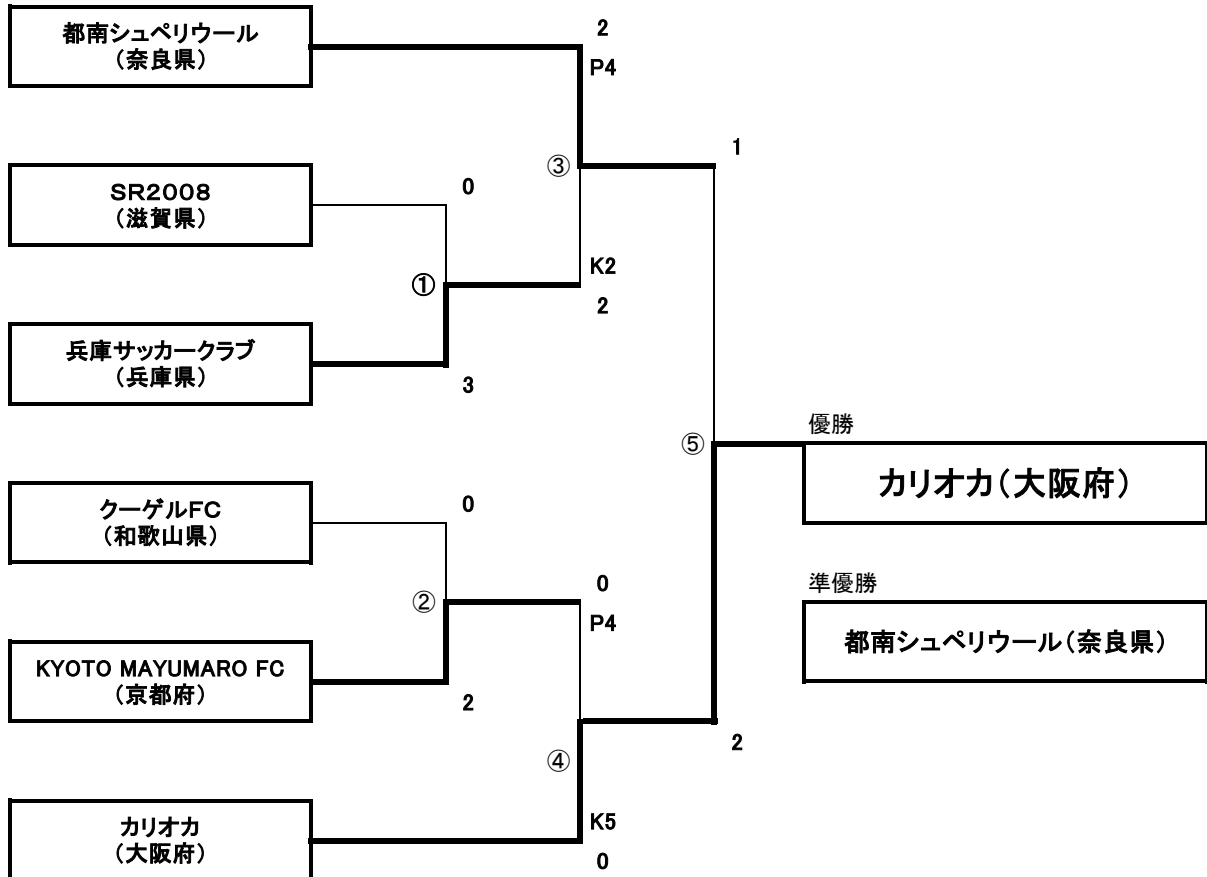 都南シュペリウール
(奈良県)
2
P4
③
1
SR2008
(滋賀県)
0
①
K2
2
兵庫サッカークラブ
(兵庫県)
3
⑤
優勝
カリオカ(大阪府)
クーゲルFC
(和歌山県)
0
②
0
P4
準優勝
都南シュペリウール(奈良県)
KYOTO MAYUMARO FC
(京都府)
2
④
2
カリオカ
(大阪府)
K5
0